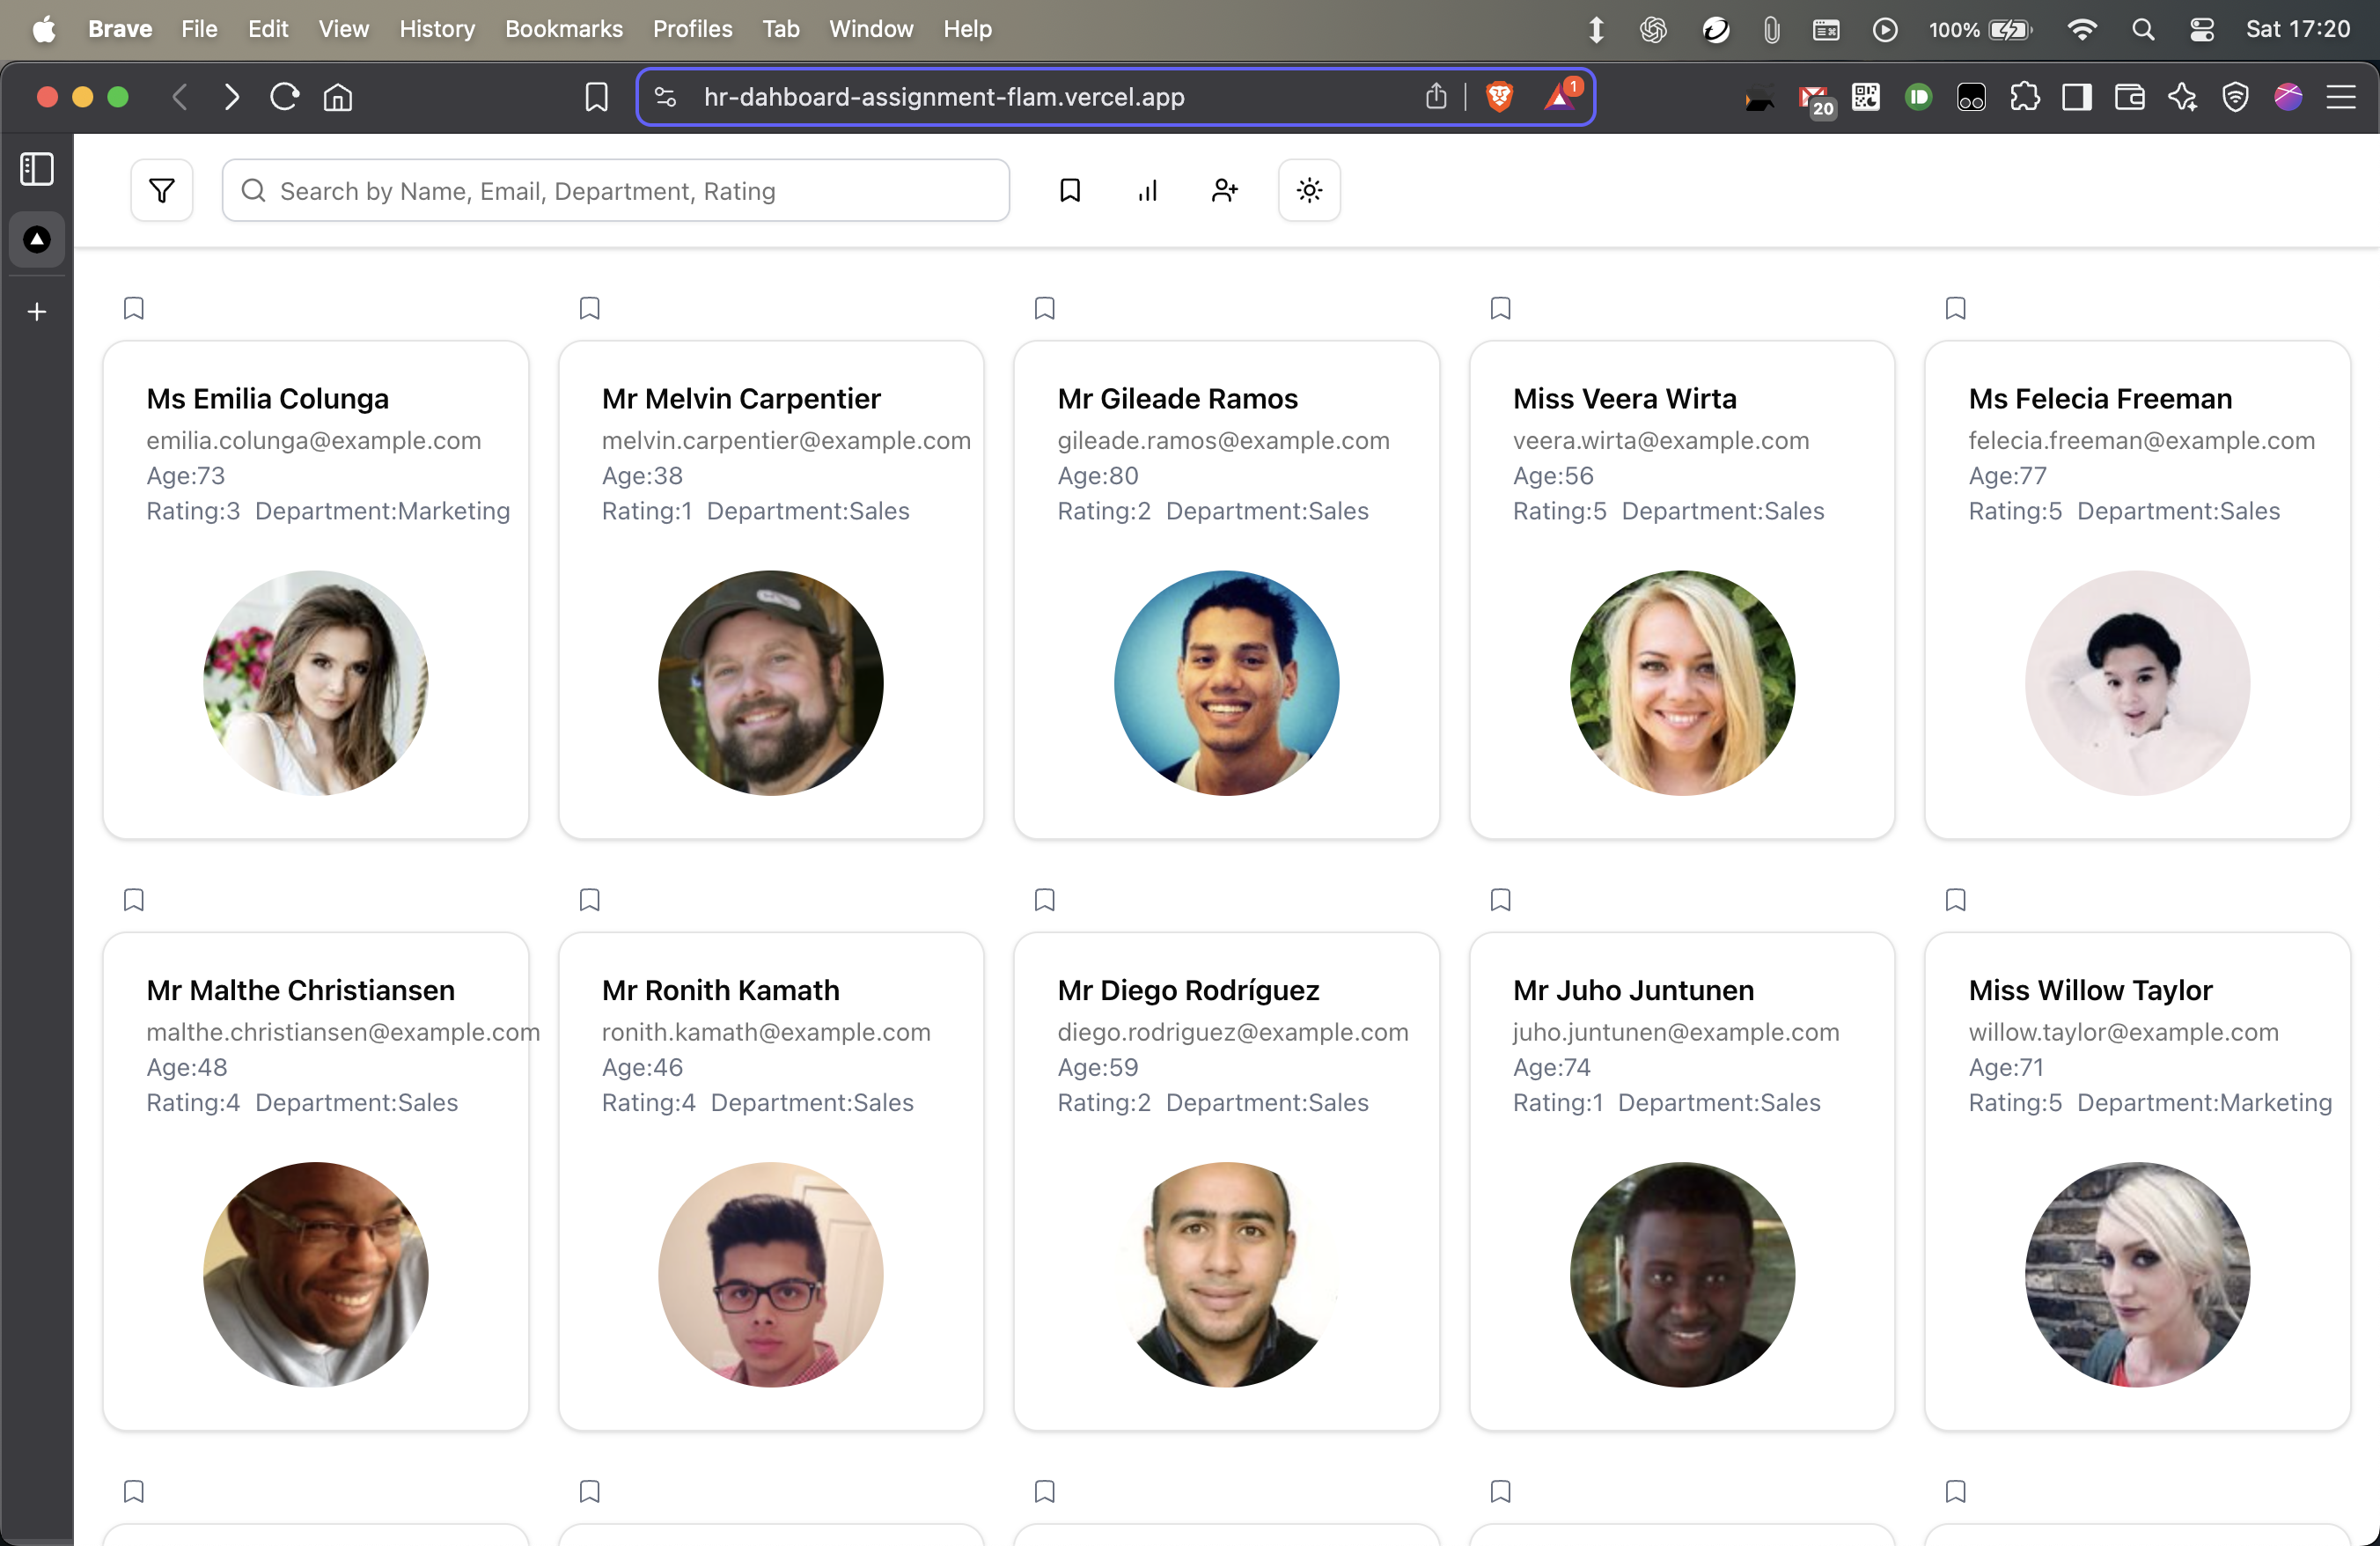 Brave File Edit View History Bookmarks Profiles Tab Window Help 100% Sat 17:20
hr-dahboard-assignment-flam.vercel.app 1 20
Search by Name, Email, Department, Rating
Ms Emilia Colunga
emilia.colunga@example.com
Age:73
Rating:3 Department:Marketing
Mr Melvin Carpentier
melvin.carpentier@example.com
Age:38
Rating:1 Department:Sales
Mr Gileade Ramos
gileade.ramos@example.com
Age:80
Rating:2 Department:Sales
Miss Veera Wirta
veera.wirta@example.com
Age:56
Rating:5 Department:Sales
Ms Felecia Freeman
felecia.freeman@example.com
Age:77
Rating:5 Department:Sales
Mr Malthe Christiansen
malthe.christiansen@example.com
Age:48
Rating:4 Department:Sales
Mr Ronith Kamath
ronith.kamath@example.com
Age:46
Rating:4 Department:Sales
Mr Diego Rodríguez
diego.rodriguez@example.com
Age:59
Rating:2 Department:Sales
Mr Juho Juntunen
juho.juntunen@example.com
Age:74
Rating:1 Department:Sales
Miss Willow Taylor
willow.taylor@example.com
Age:71
Rating:5 Department:Marketing